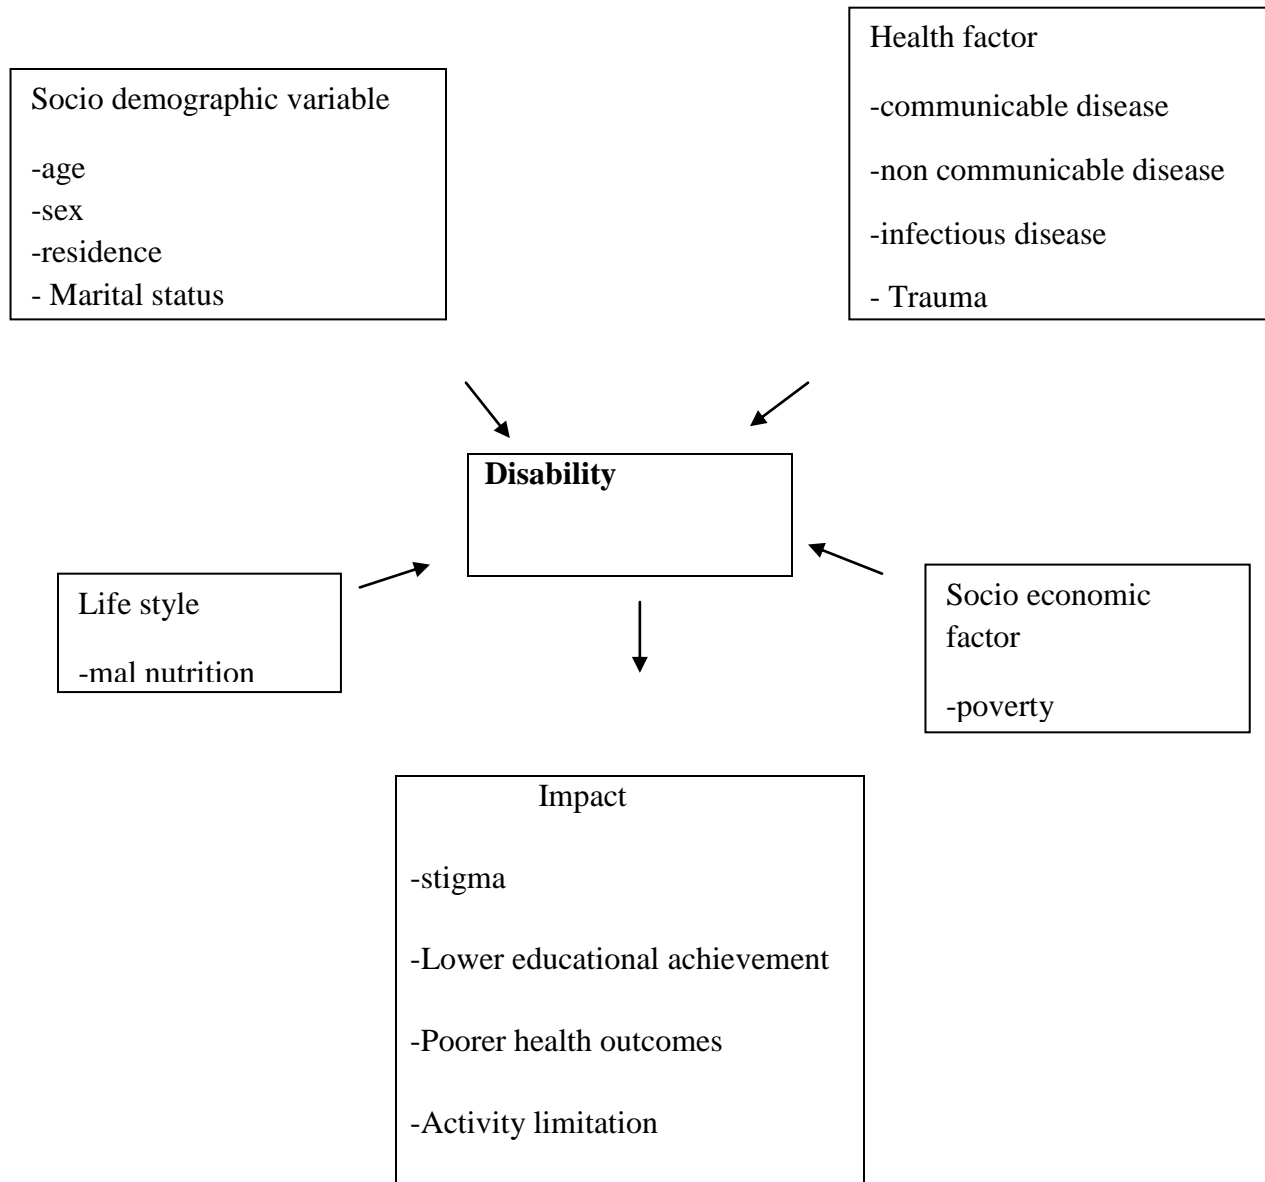 Socio demographic variable
-age
-sex
-residence
- Marital status
Health factor
-communicable disease
-non communicable disease
-infectious disease
- Trauma
Disability
Life style
-mal nutrition
Socio economic
factor
-poverty
Impact
-stigma
-Lower educational achievement
-Poorer health outcomes
-Activity limitation